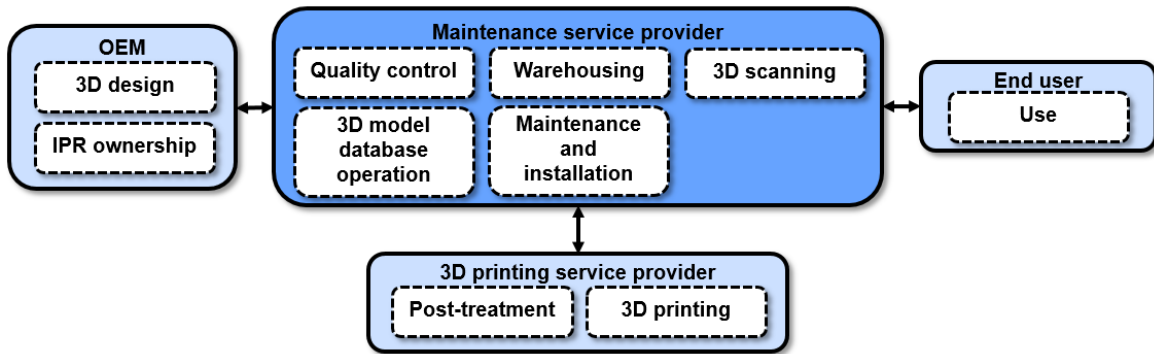 OEM
3D design
IPR ownership
Maintenance service provider
Quality control
Warehousing
3D scanning
3D model
database
operation
Maintenance
and
installation
End user
Use
3D printing service provider
Post-treatment
3D printing